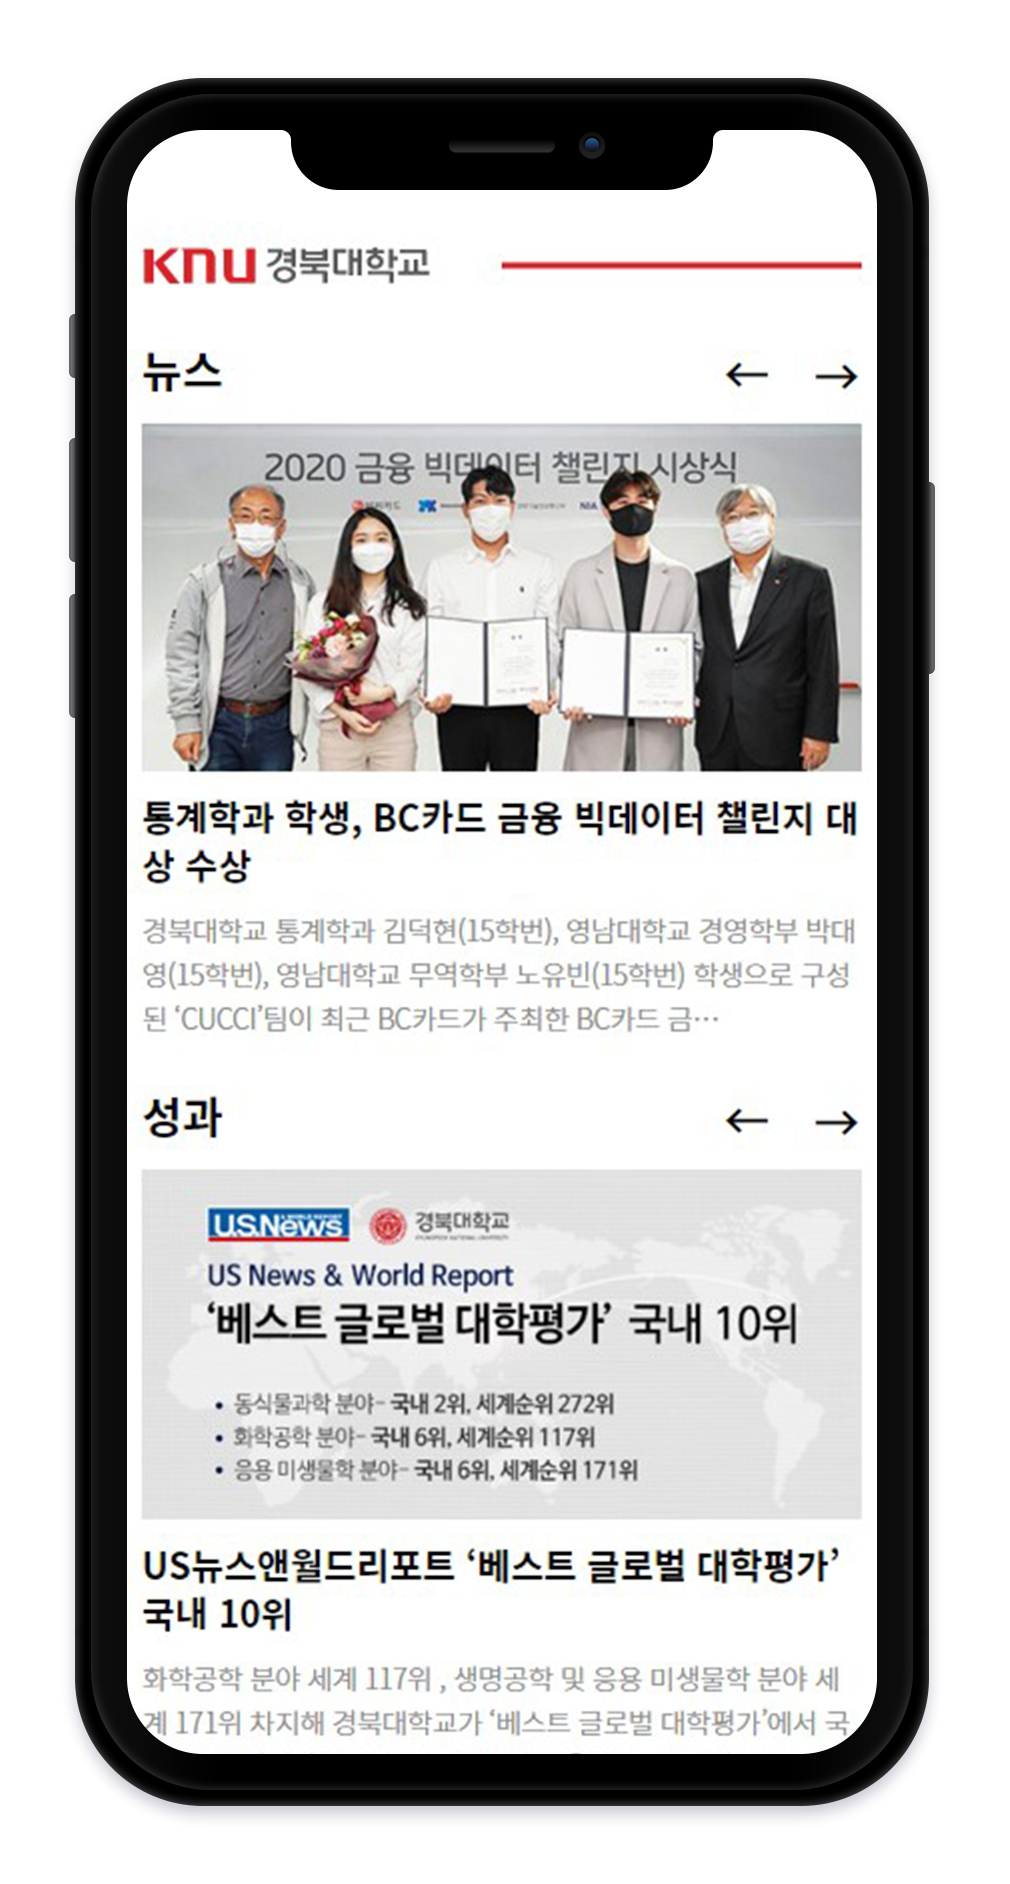 KNU 경북대학교
뉴스
← →
2020 금융 빅데이터 챌린지 시상식
NIA
통계학과 학생, BC카드 금융 빅데이터 챌린지 대
상 수상
경북대학교 통계학과 김덕현(15학번), 영남대학교 경영학부 박대
영(15학번), 영남대학교 무역학부 노유빈(15학번) 학생으로 구성
된 ‘CUCCI’팀이 최근 BC카드가 주최한 BC카드 금…
성과
← →
U.S.News 경북대학교
US News & World Report
‘베스트 글로벌 대학평가’ 국내 10위
• 동식물과학 분야- 국내 2위, 세계순위 272위
• 화학공학 분야- 국내 6위, 세계순위 117위
• 응용 미생물학 분야- 국내 6위, 세계순위 171위
US뉴스앤월드리포트 ‘베스트 글로벌 대학평가’
국내 10위
화학공학 분야 세계 117위 , 생명공학 및 응용 미생물학 분야 세
계 171위 차지해 경북대학교가 ‘베스트 글로벌 대학평가’에서 국